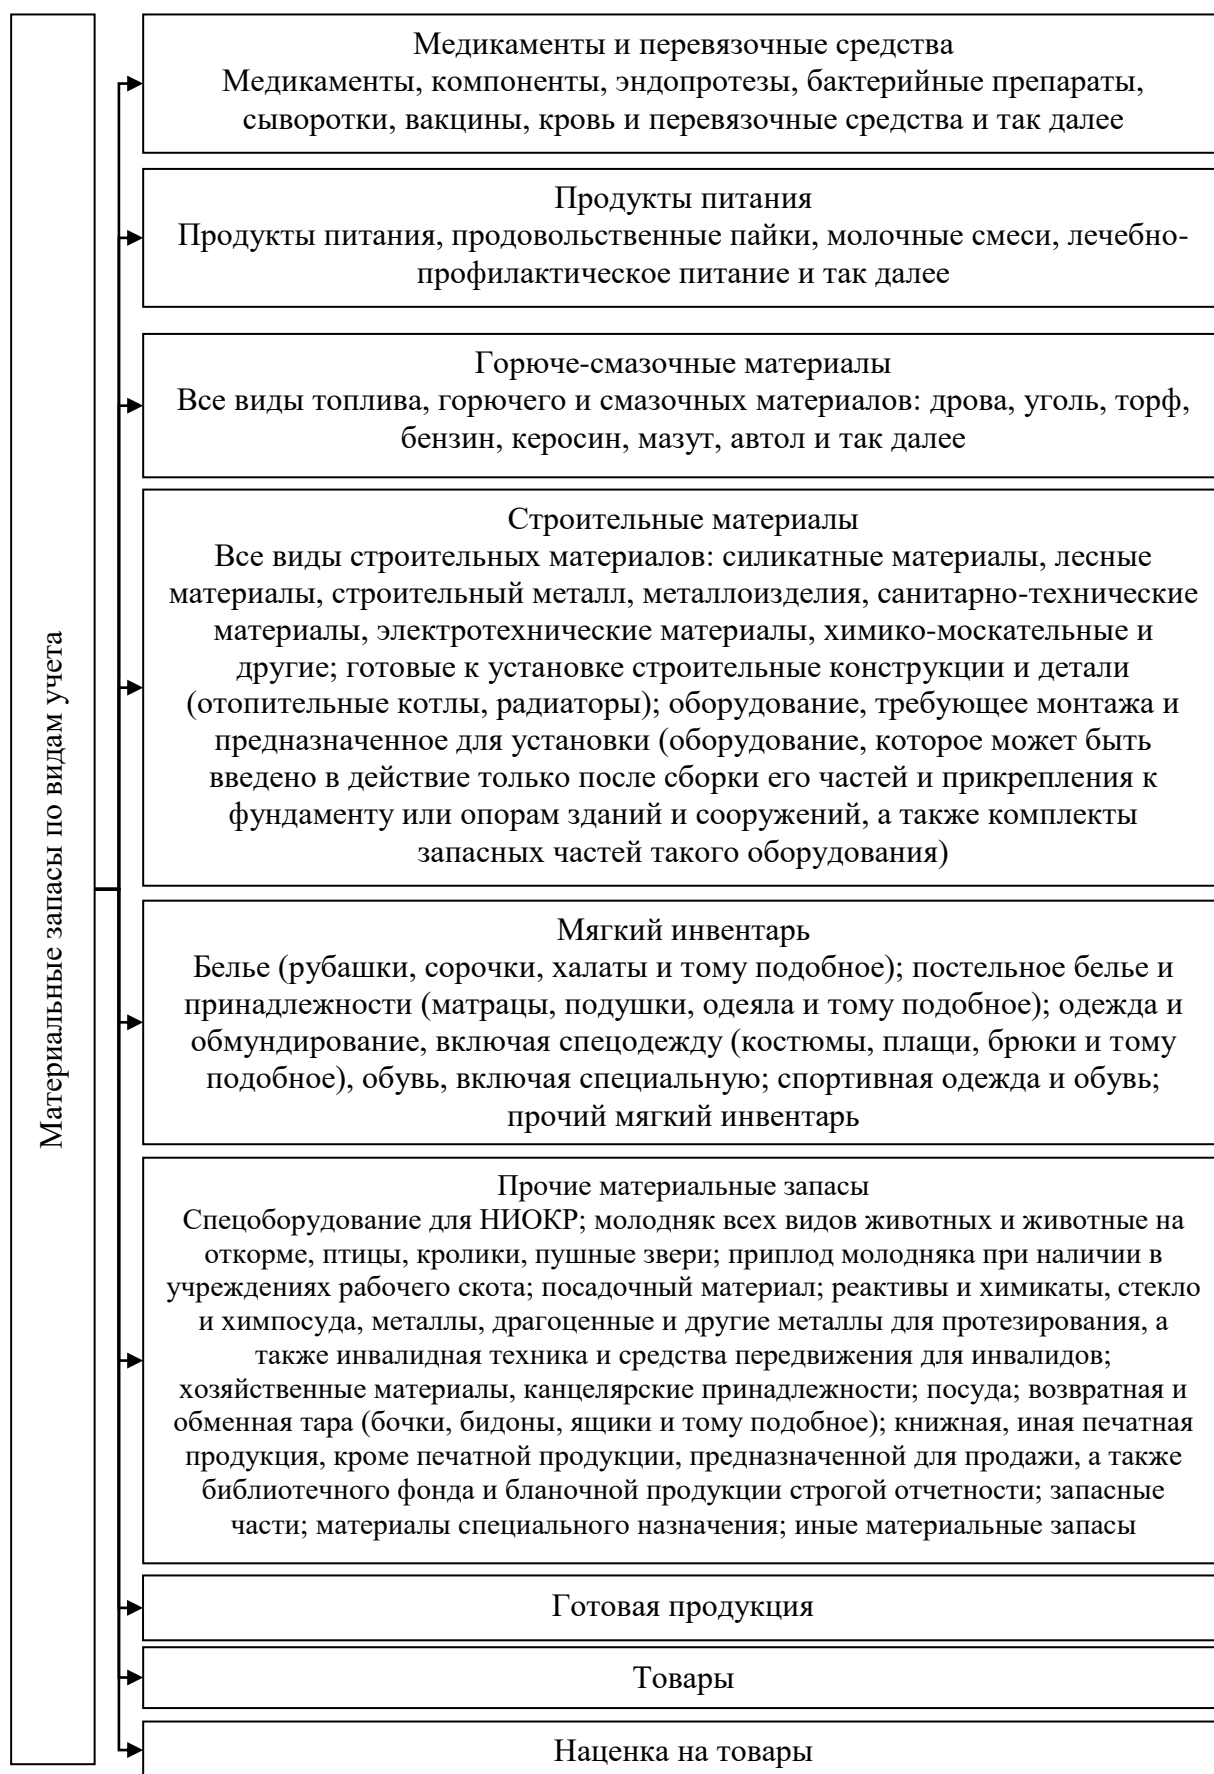 Материальные запасы по видам учета
Медикаменты и перевязочные средства
Медикаменты, компоненты, эндопротезы, бактерийные препараты,
сыворотки, вакцины, кровь и перевязочные средства и так далее
Продукты питания
Продукты питания, продовольственные пайки, молочные смеси, лечебно-
профилактическое питание и так далее
Горюче-смазочные материалы
Все виды топлива, горючего и смазочных материалов: дрова, уголь, торф,
бензин, керосин, мазут, автол и так далее
Строительные материалы
Все виды строительных материалов: силикатные материалы, лесные
материалы, строительный металл, металлоизделия, санитарно-технические
материалы, электротехнические материалы, химико-москательные и
другие; готовые к установке строительные конструкции и детали
(отопительные котлы, радиаторы); оборудование, требующее монтажа и
предназначенное для установки (оборудование, которое может быть
введено в действие только после сборки его частей и прикрепления к
фундаменту или опорам зданий и сооружений, а также комплекты
запасных частей такого оборудования)
Мягкий инвентарь
Белье (рубашки, сорочки, халаты и тому подобное); постельное белье и
принадлежности (матрацы, подушки, одеяла и тому подобное); одежда и
обмундирование, включая спецодежду (костюмы, плащи, брюки и тому
подобное), обувь, включая специальную; спортивная одежда и обувь;
прочий мягкий инвентарь
Прочие материальные запасы
Спецоборудование для НИОКР; молодняк всех видов животных и животные на
откорме, птицы, кролики, пушные звери; приплод молодняка при наличии в
учреждениях рабочего скота; посадочный материал; реактивы и химикаты, стекло
и химпосуда, металлы, драгоценные и другие металлы для протезирования, а
также инвалидная техника и средства передвижения для инвалидов;
хозяйственные материалы, канцелярские принадлежности; посуда; возвратная и
обменная тара (бочки, бидоны, ящики и тому подобное); книжная, иная печатная
продукция, кроме печатной продукции, предназначенной для продажи, а также
библиотечного фонда и бланочной продукции строгой отчетности; запасные
части; материалы специального назначения; иные материальные запасы
Готовая продукция
Товары
Наценка на товары